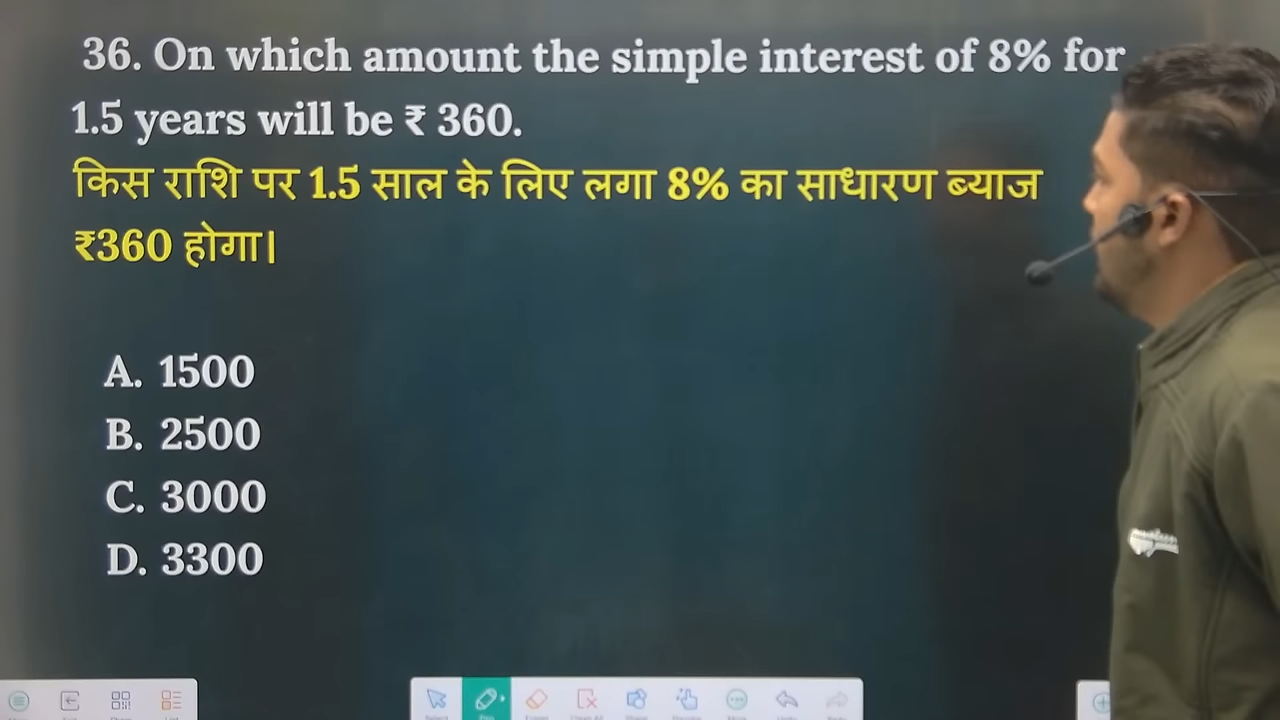 36. On which amount the simple interest of 8% for
1.5 years will be ₹ 360.
किस राशि पर 1.5 साल के लिए लगा 8% का साधारण ब्याज
₹360 होगा।
A. 1500
B. 2500
C. 3000
D. 3300